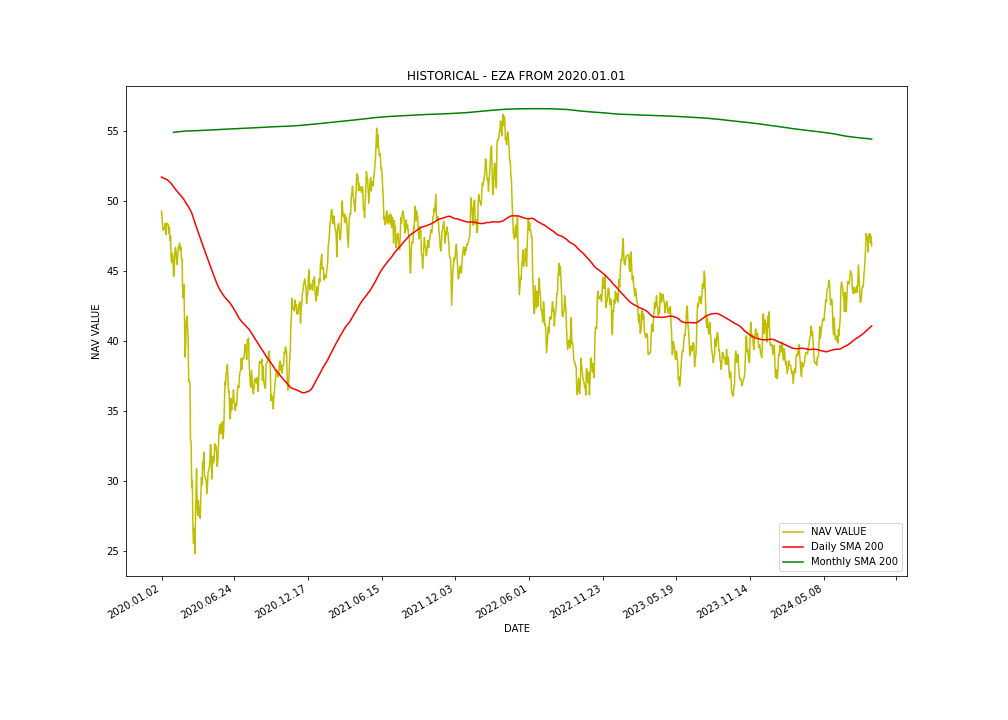 HISTORICAL - EZA FROM 2020.01.01
NAV VALUE
55
50
45
40
35
30
25
2020.01.02
2020.06.24
2020.12.17
2021.06.15
2021.12.03
2022.06.01
2022.11.23
2023.05.19
2023.11.14
2024.05.08
DATE
NAV VALUE
Daily SMA 200
Monthly SMA 200